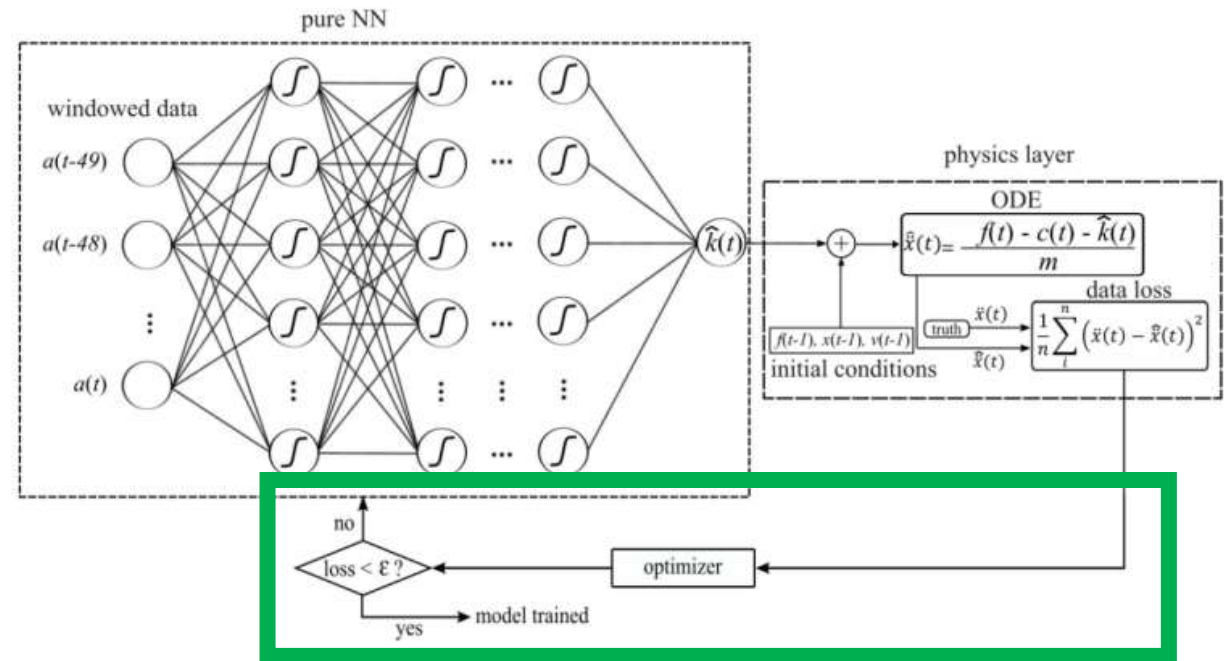 pure NN
windowed data
a(t-49)
a(t-48)
a(t)
k̂(t)
physics layer
ODE
x̂̈(t)= f(t) - c(t) - k̂(t) / m
data loss
truth
ẍ(t)
x̂̈(t)
1/n ∑ i n (ẍ(t) − x̂̈(t))²
f(t-1), x(t-1), v(t-1)
initial conditions
no
loss < ε ?
optimizer
yes
model trained